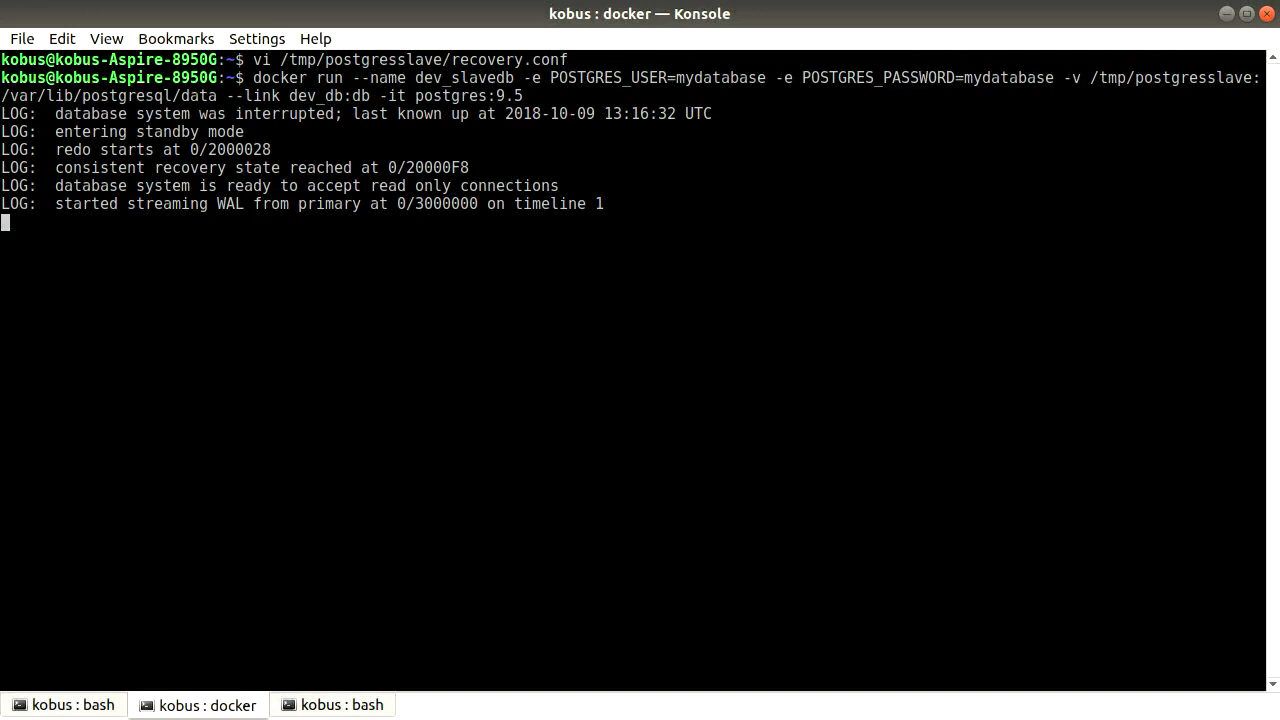 kobus : docker — Konsole
File Edit View Bookmarks Settings Help
kobus@kobus-Aspire-8950G:~$ vi /tmp/postgresslave/recovery.conf
kobus@kobus-Aspire-8950G:~$ docker run --name dev_slavedb -e POSTGRES_USER=mydatabase -e POSTGRES_PASSWORD=mydatabase -v /tmp/postgresslave:
/var/lib/postgresql/data --link dev_db:db -it postgres:9.5
LOG:  database system was interrupted; last known up at 2018-10-09 13:16:32 UTC
LOG:  entering standby mode
LOG:  redo starts at 0/2000028
LOG:  consistent recovery state reached at 0/20000F8
LOG:  database system is ready to accept read only connections
LOG:  started streaming WAL from primary at 0/3000000 on timeline 1
kobus : bash kobus : docker kobus : bash